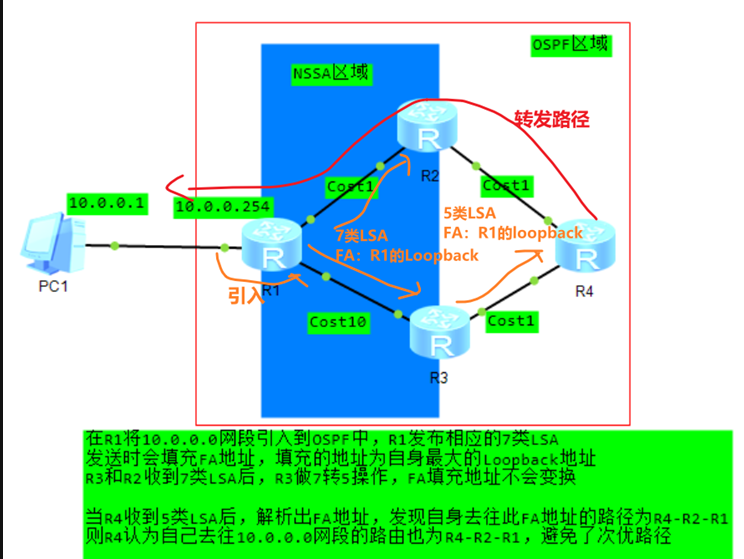 OSPF区域
NSSA区域
转发路径
R
R2
Cost1
Cost1
10.0.0.1
10.0.0.254
5类LSA
FA：R1的loopback
7类LSA
FA：R1的Loopback
R
R
PC1
R1
R4
引入
Cost10
Cost1
R
R3
在R1将10.0.0.0网段引入到OSPF中，R1发布相应的7类LSA
发送时会填充FA地址，填充的地址为自身最大的Loopback地址
R3和R2收到7类LSA后，R3做7转5操作，FA填充地址不会变换
当R4收到5类LSA后，解析出FA地址，发现自身去往此FA地址的路径为R4-R2-R1
则R4认为自己去往10.0.0.0网段的路由也为R4-R2-R1，避免了次优路径